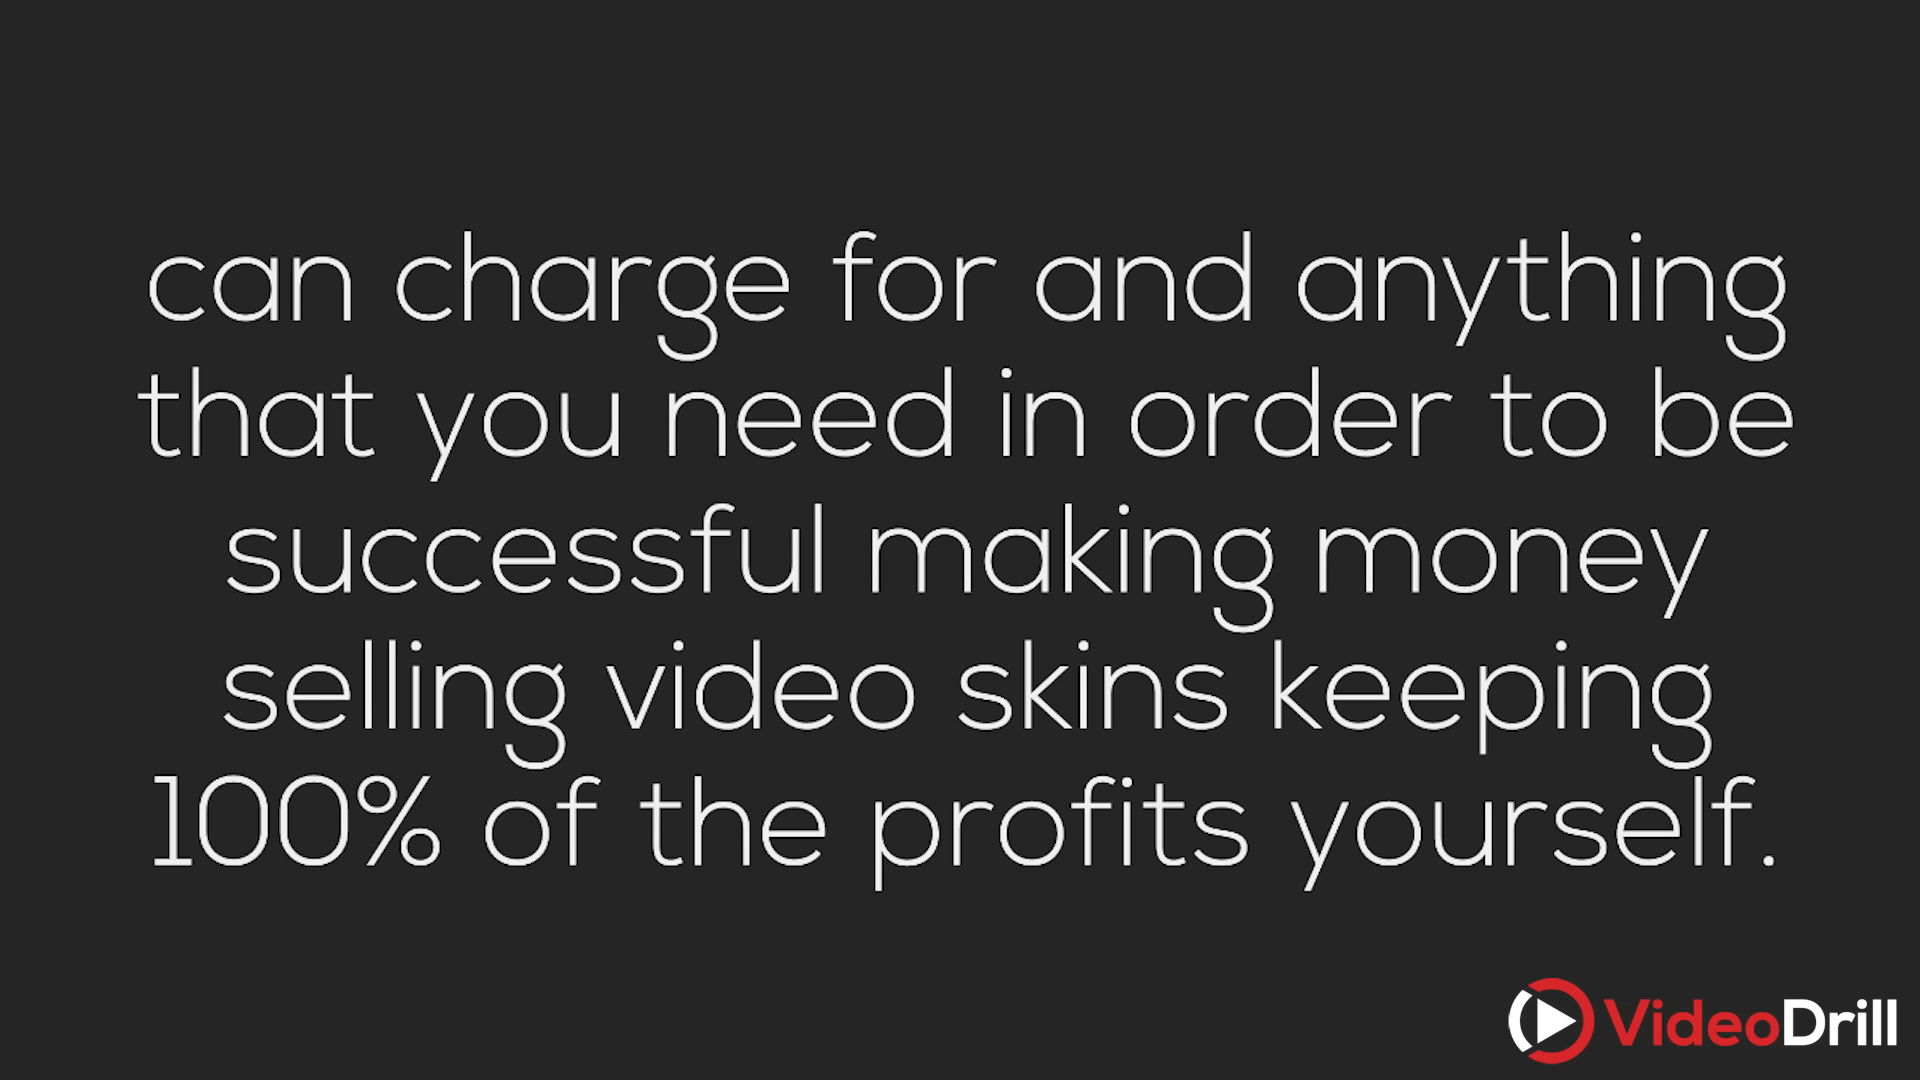 can charge for and anything
that you need in order to be
successful making money
selling video skins keeping
100% of the profits yourself.
VideoDrill